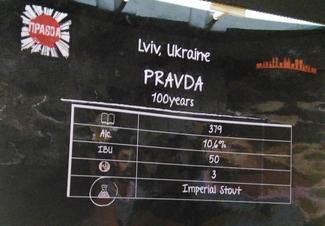 ПРАВДА
Lviv, Ukraine
PRAVDA
100years
379
Alc. 10,6%
IBU 50
3
Imperial Stout